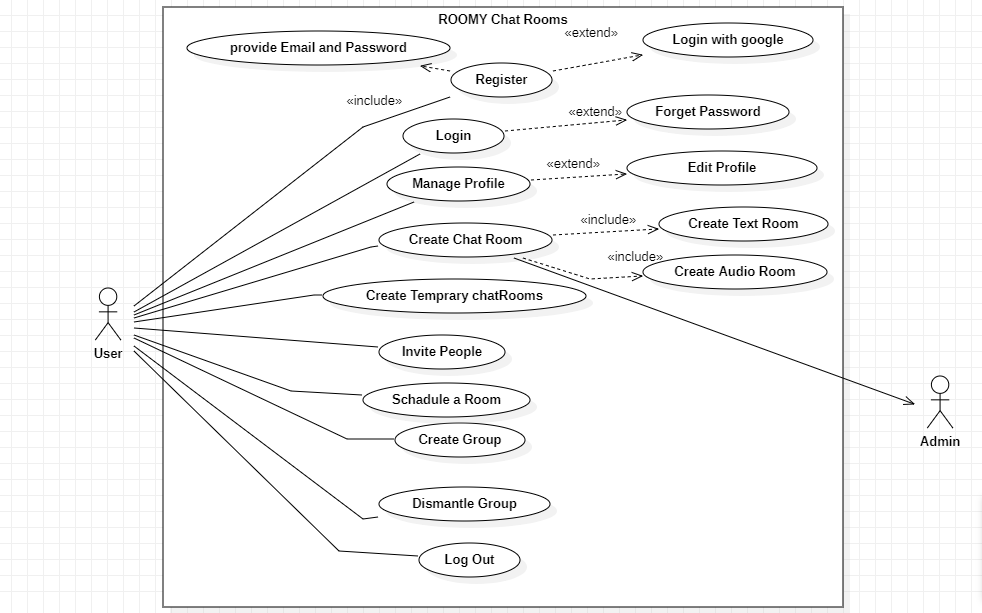 ROOMY Chat Rooms
«extend»
Login with google
provide Email and Password
Register
«include»
«extend»
Forget Password
Login
«extend»
Edit Profile
Manage Profile
«include»
Create Text Room
Create Chat Room
«include»
Create Audio Room
Create Temprary chatRooms
User
Invite People
Schadule a Room
Create Group
Admin
Dismantle Group
Log Out